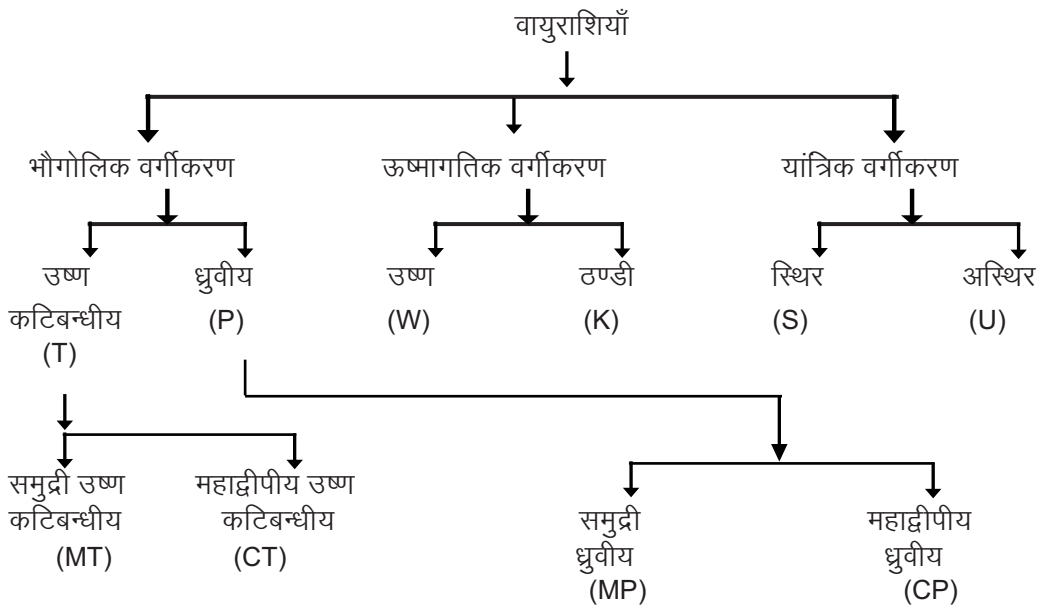 वायुराशियाँ
भौगोलिक वर्गीकरण
ऊष्मागतिक वर्गीकरण
यांत्रिक वर्गीकरण
उष्ण
कटिबन्धीय
(T)
ध्रुवीय
(P)
उष्ण
(W)
ठण्डी
(K)
स्थिर
(S)
अस्थिर
(U)
समुद्री उष्ण
कटिबन्धीय
(MT)
महाद्वीपीय उष्ण
कटिबन्धीय
(CT)
समुद्री
ध्रुवीय
(MP)
महाद्वीपीय
ध्रुवीय
(CP)